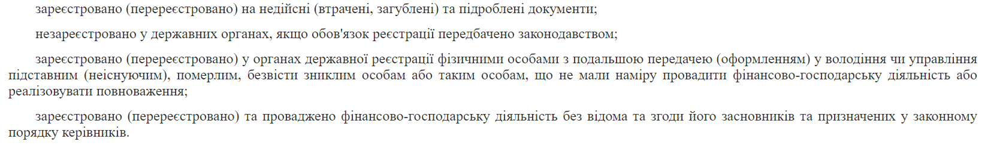 зареєстровано (перереєстровано) на недійсні (втрачені, загублені) та підроблені документи;
незареєстровано у державних органах, якщо обов'язок реєстрації передбачено законодавством;
зареєстровано (перереєстровано) у органах державної реєстрації фізичними особами з подальшою передачею (оформленням) у володіння чи управління
підставним (неіснуючим), померлим, безвісти зниклим особам або таким особам, що не мали наміру провадити фінансово-господарську діяльність або
реалізовувати повноваження;
зареєстровано (перереєстровано) та проваджено фінансово-господарську діяльність без відома та згоди його засновників та призначених у законному
порядку керівників.